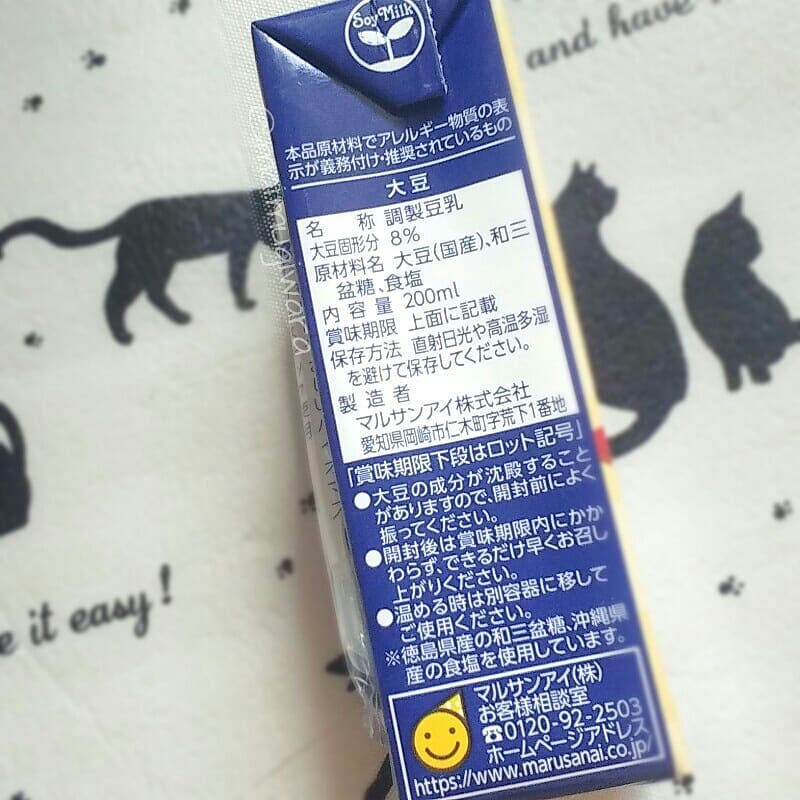 Soy Milk
and have
本品原材料でアレルギー物質の表
示が義務付け・推奨されているもの
大豆
名 称 調製豆乳
大豆固形分 8%
原材料名 大豆(国産)、和三
盆糖、食塩
内容量 200ml
賞味期限 上面に記載
保存方法 直射日光や高温多湿
を避けて保存してください。
製造者
マルサンアイ株式会社
愛知県岡崎市仁木町字荒下1番地
「賞味期限下段はロット記号」
●大豆の成分が沈殿すること
がありますので、開封前によく
振ってください。
●開封後は賞味期限内にかか
わらず、できるだけ早くお召し
上がりください。
●温める時は別容器に移して
ご使用ください。
※徳島県産の和三盆糖、沖縄県
産の食塩を使用しています。
マルサンアイ(株)
お客様相談室
☎0120-92-2503
ホームページアドレス
https://www.marusanai.co.jp/
it easy!